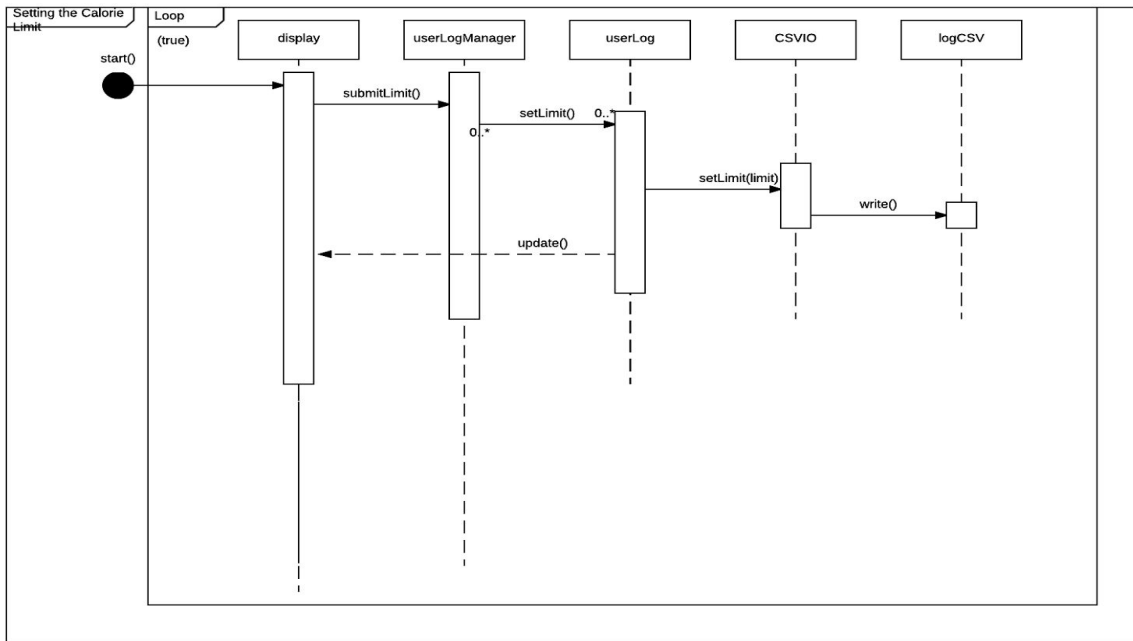 Setting the Calorie
Limit
Loop
(true)
display
userLogManager
userLog
CSVIO
logCSV
start()
submitLimit()
setLimit()
0..*
0..*
setLimit(limit)
write()
update()